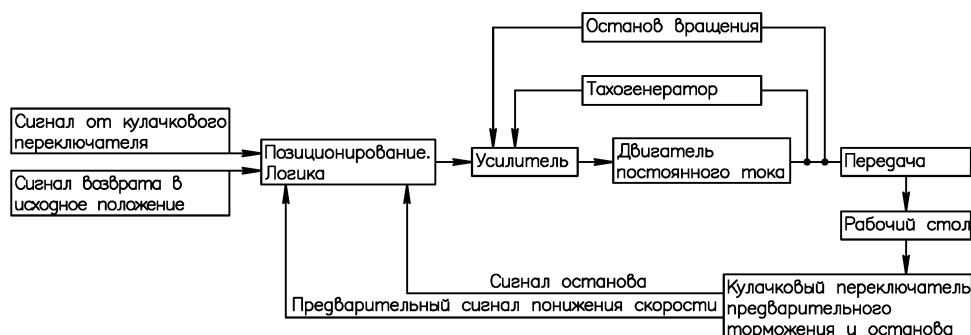 Останов вращения
Тахогенератор
Сигнал от кулачкового
переключателя
Сигнал возврата в
исходное положение
Позиционирование.
Логика
Усилитель
Двигатель
постоянного тока
Передача
Рабочий стол
Сигнал останова
Предварительный сигнал понижения скорости
Кулачковый переключатель
предварительного
торможения и останова